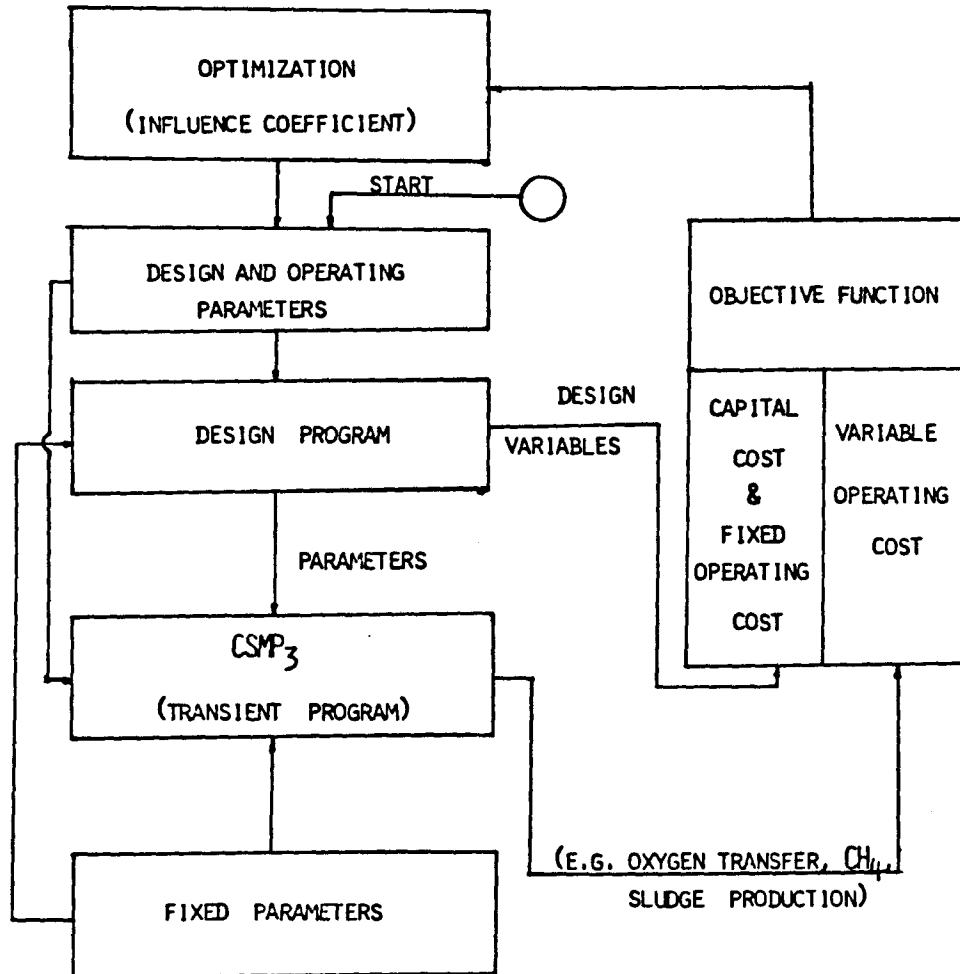 OPTIMIZATION
(INFLUENCE COEFFICIENT)
START
DESIGN AND OPERATING
PARAMETERS
OBJECTIVE FUNCTION
DESIGN PROGRAM
DESIGN
VARIABLES
CAPITAL
COST
&
FIXED
OPERATING
COST
VARIABLE
OPERATING
COST
PARAMETERS
CSMP3
(TRANSIENT PROGRAM)
(E.G. OXYGEN TRANSFER, CH4,
SLUDGE PRODUCTION)
FIXED PARAMETERS